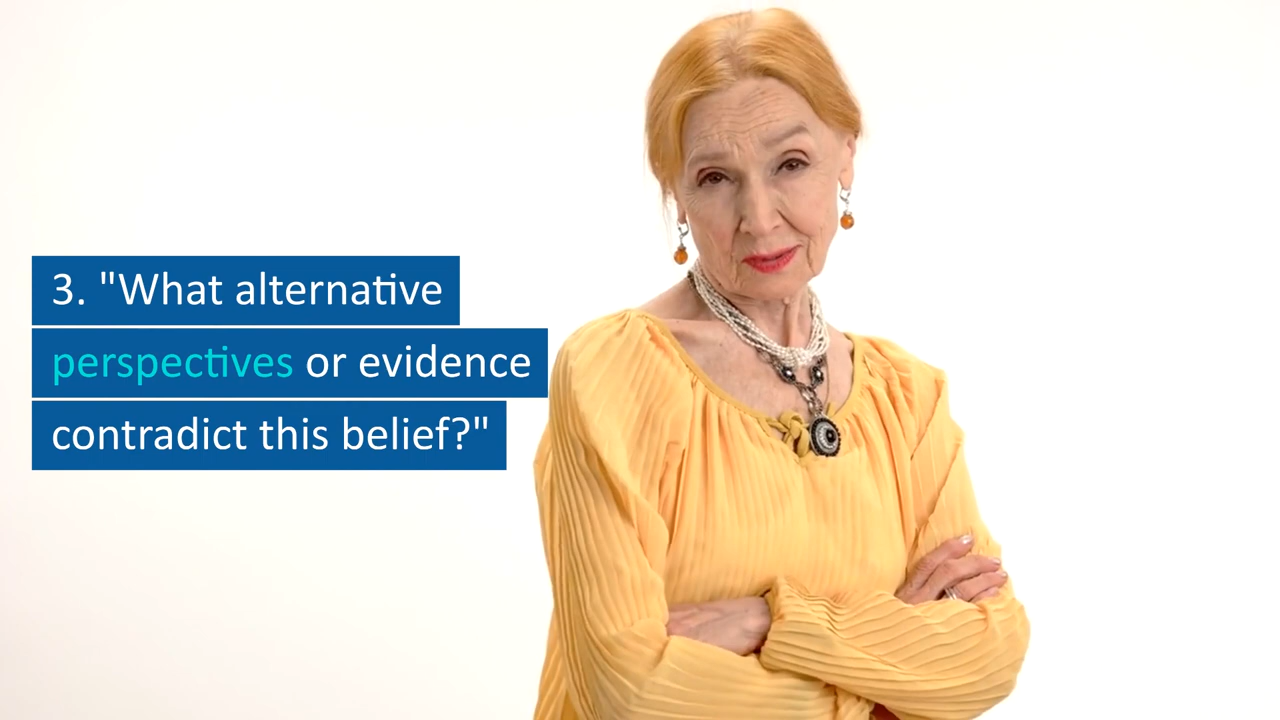 3. "What alternative
perspectives or evidence
contradict this belief?"